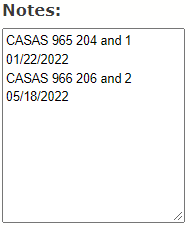 Notes:
CASAS 965 204 and 1
01/22/2022
CASAS 966 206 and 2
05/18/2022